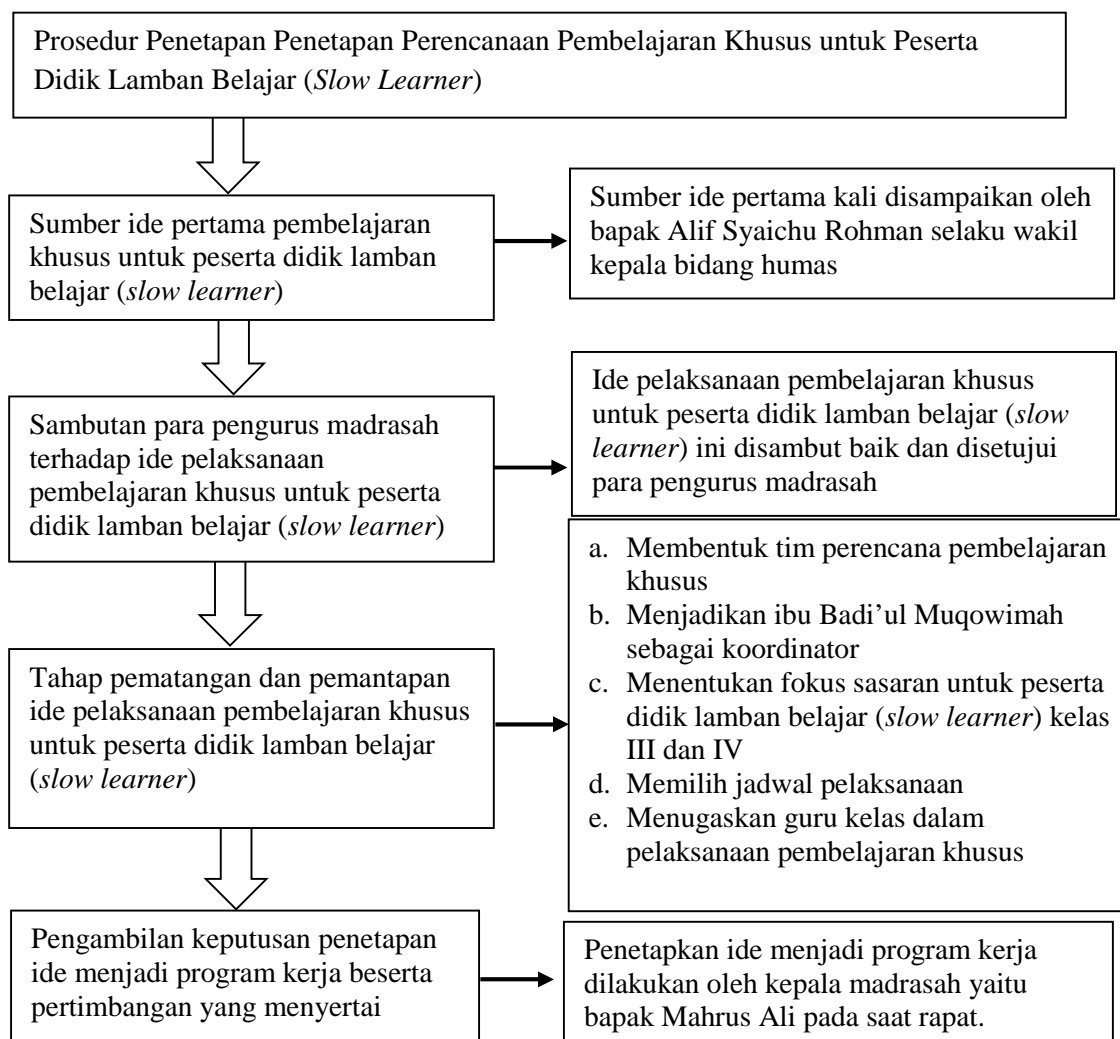 Prosedur Penetapan Penetapan Perencanaan Pembelajaran Khusus untuk Peserta
Didik Lamban Belajar (Slow Learner)
Sumber ide pertama pembelajaran
khusus untuk peserta didik lamban
belajar (slow learner)
Sumber ide pertama kali disampaikan oleh
bapak Alif Syaichu Rohman selaku wakil
kepala bidang humas
Sambutan para pengurus madrasah
terhadap ide pelaksanaan
pembelajaran khusus untuk peserta
didik lamban belajar (slow learner)
Ide pelaksanaan pembelajaran khusus
untuk peserta didik lamban belajar (slow
learner) ini disambut baik dan disetujui
para pengurus madrasah
Tahap pematangan dan pemantapan
ide pelaksanaan pembelajaran khusus
untuk peserta didik lamban belajar
(slow learner)
a. Membentuk tim perencana pembelajaran
khusus
b. Menjadikan ibu Badi’ul Muqowimah
sebagai koordinator
c. Menentukan fokus sasaran untuk peserta
didik lamban belajar (slow learner) kelas
III dan IV
d. Memilih jadwal pelaksanaan
e. Menugaskan guru kelas dalam
pelaksanaan pembelajaran khusus
Pengambilan keputusan penetapan
ide menjadi program kerja beserta
pertimbangan yang menyertai
Penetapkan ide menjadi program kerja
dilakukan oleh kepala madrasah yaitu
bapak Mahrus Ali pada saat rapat.